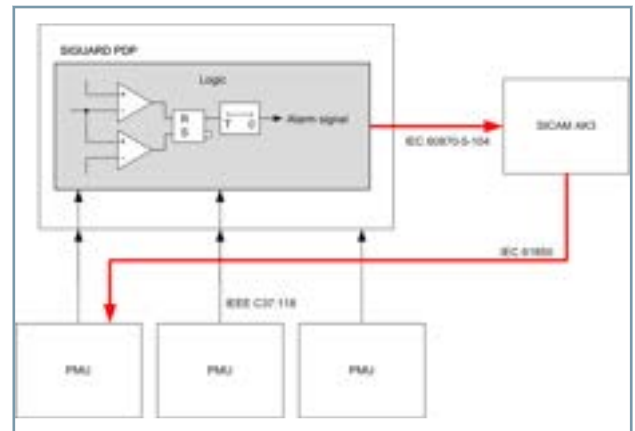 SIGUARD PDP
Logic
+
-
+
-
R
S
T 0
Alarm signal
IEC 60870-5-104
SICAM AK3
IEC 61850
IEEE C37.118
PMU
PMU
PMU